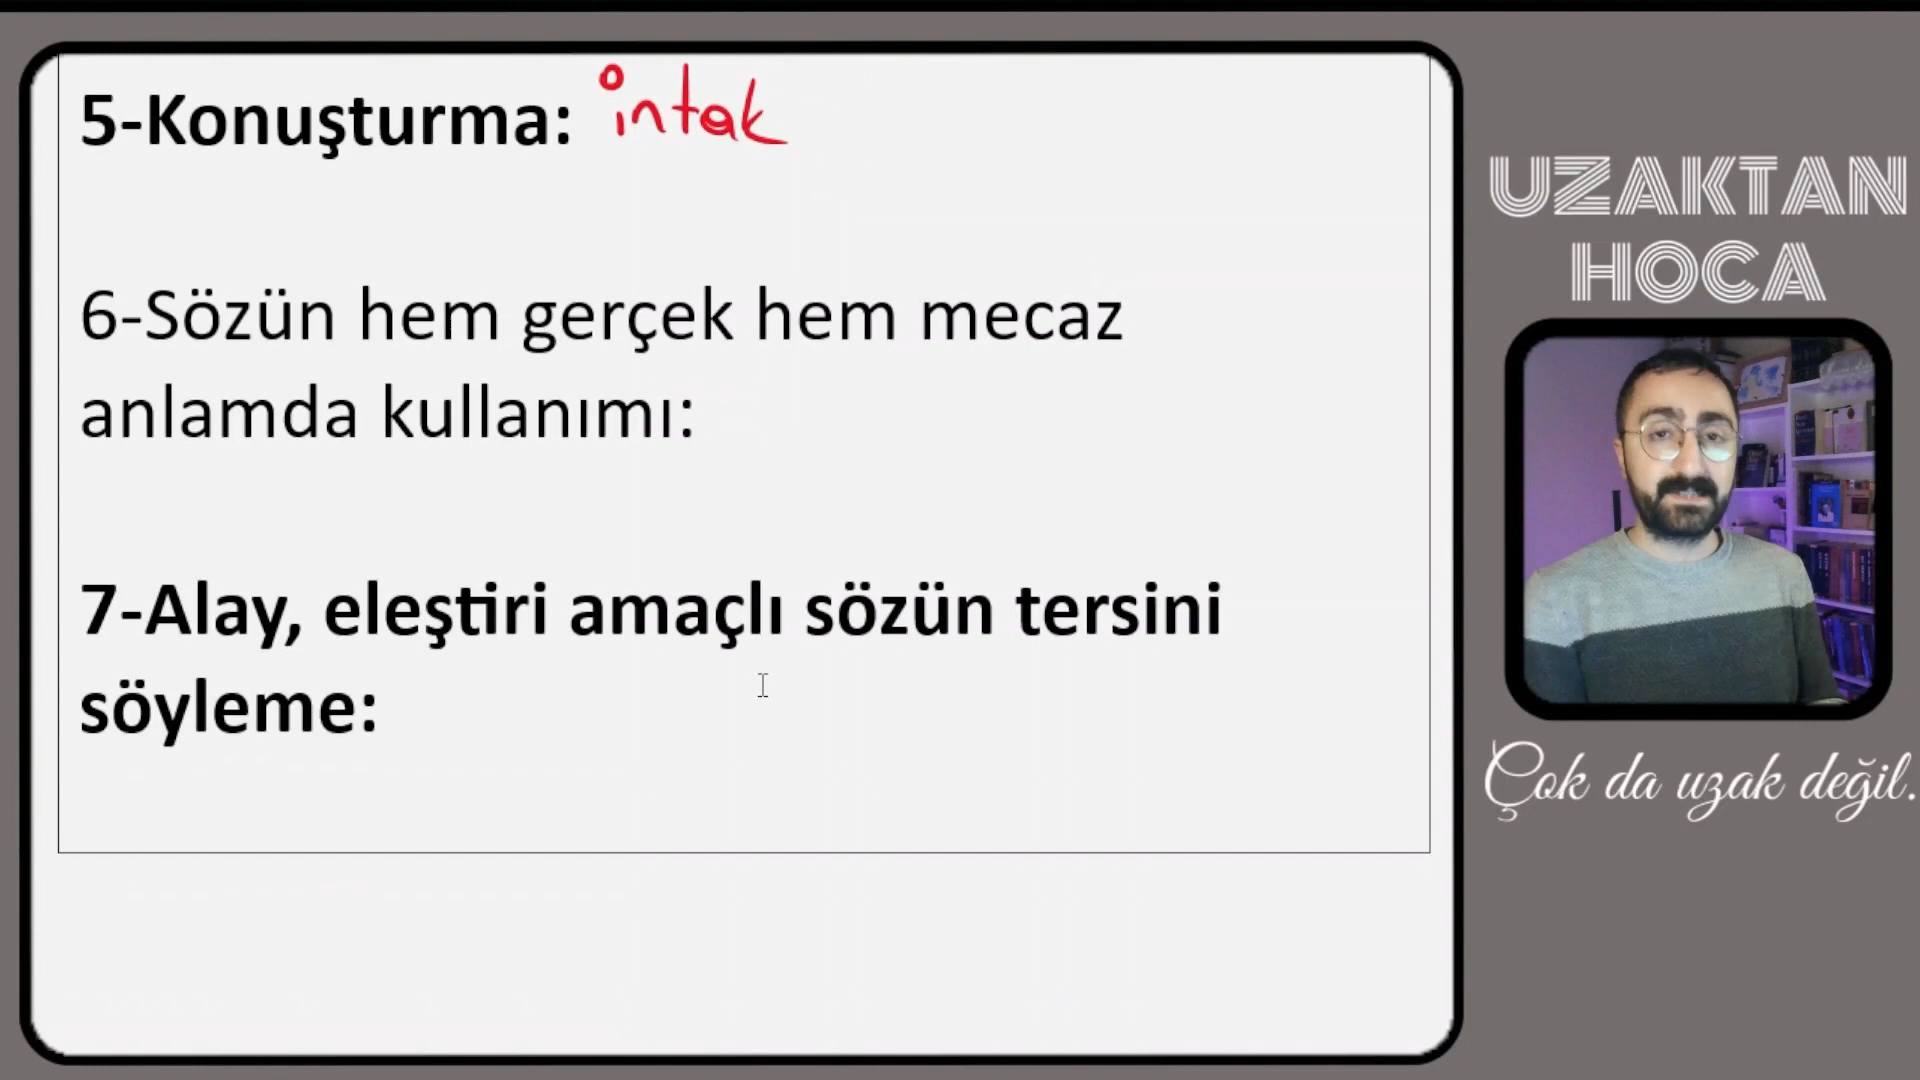 5-Konuşturma: intak
6-Sözün hem gerçek hem mecaz
anlamda kullanımı:
7-Alay, eleştiri amaçlı sözün tersini
söyleme:
UZAKTAN
HOCA
Çok da uzak değil.